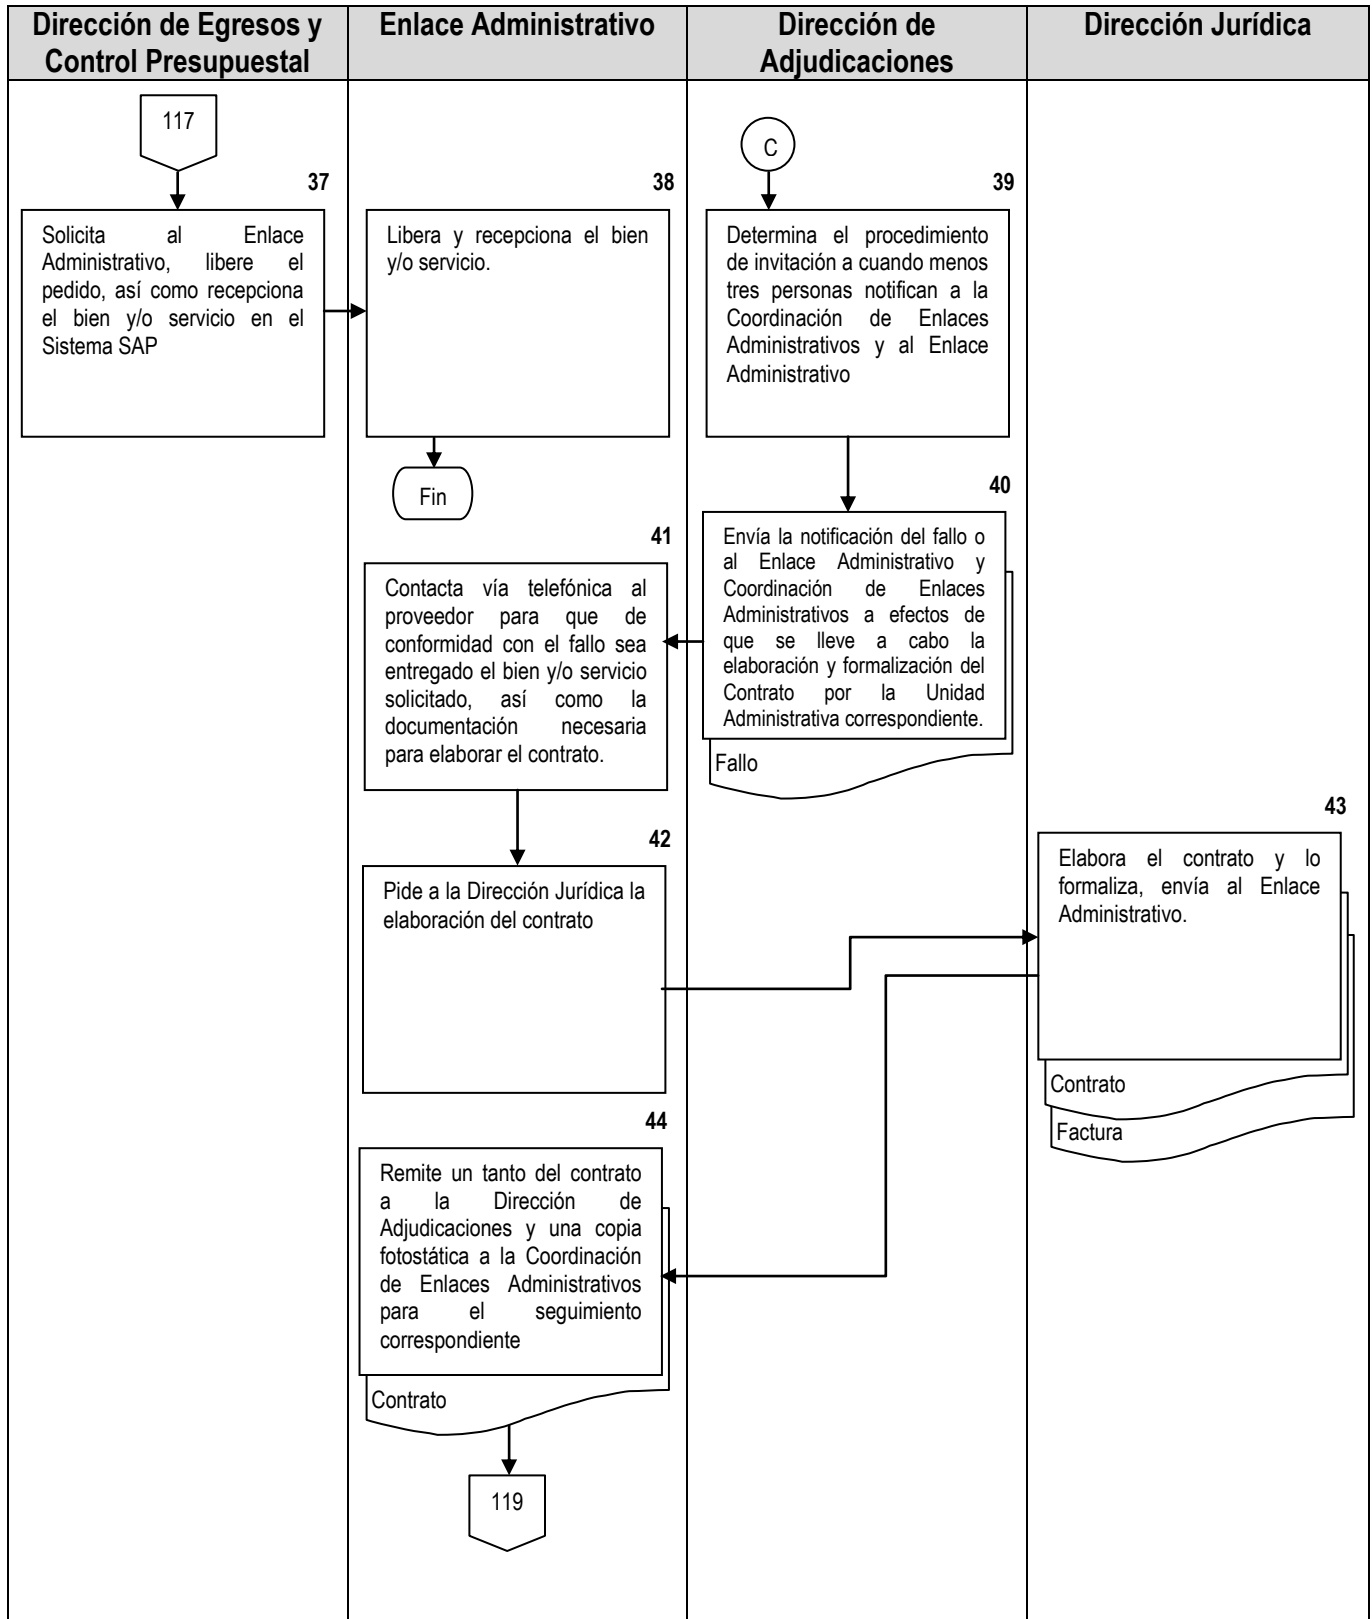 Dirección de Egresos y
Control Presupuestal
Enlace Administrativo
Dirección de
Adjudicaciones
Dirección Jurídica
117
37
Solicita al Enlace
Administrativo, libere el
pedido, así como recepciona
el bien y/o servicio en el
Sistema SAP
38
Libera y recepciona el bien
y/o servicio.
Fin
C
39
Determina el procedimiento
de invitación a cuando menos
tres personas notifican a la
Coordinación de Enlaces
Administrativos y al Enlace
Administrativo
40
Envía la notificación del fallo o
al Enlace Administrativo y
Coordinación de Enlaces
Administrativos a efectos de
que se lleve a cabo la
elaboración y formalización del
Contrato por la Unidad
Administrativa correspondiente.
Fallo
41
Contacta vía telefónica al
proveedor para que de
conformidad con el fallo sea
entregado el bien y/o servicio
solicitado, así como la
documentación necesaria
para elaborar el contrato.
42
Pide a la Dirección Jurídica la
elaboración del contrato
43
Elabora el contrato y lo
formaliza, envía al Enlace
Administrativo.
Contrato
Factura
44
Remite un tanto del contrato
a la Dirección de
Adjudicaciones y una copia
fotostática a la Coordinación
de Enlaces Administrativos
para el seguimiento
correspondiente
Contrato
119